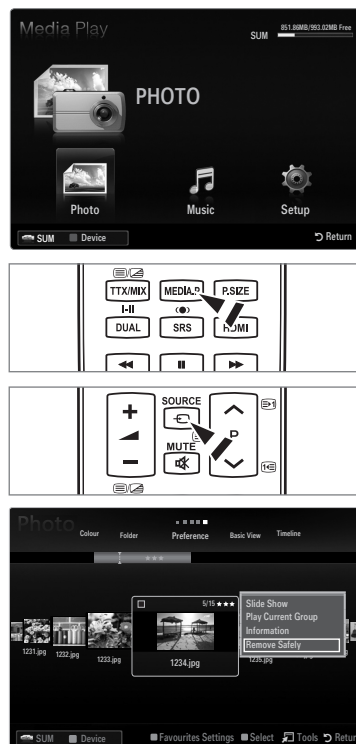 Media Play
SUM
851.86MB/993.02MB Free
PHOTO
Photo Music Setup
SUM Device Return
TTX/MIX MEDIA.P P.SIZE
I-II
DUAL SRS HDMI
SOURCE
P
MUTE
Photo
Colour Folder Preference Basic View Timeline
5/15 ★★★
Slide Show
Play Current Group
Information
Remove Safely
1231.jpg 1232.jpg 1233.jpg 1234.jpg 1235.jpg
SUM Device Favourites Settings Select Tools Return